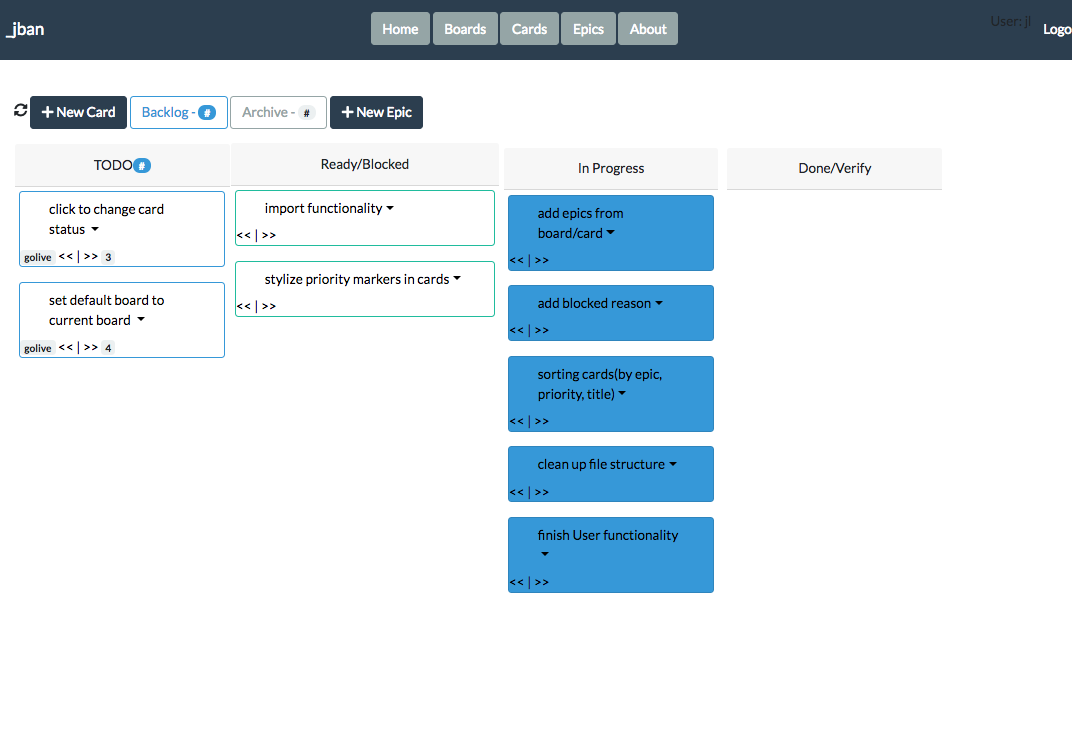 _jban
Home Boards Cards Epics About
User: jl
Logo
+ New Card Backlog - # Archive - # + New Epic
TODO #
click to change card
status
golive << | >> 3
set default board to
current board
golive << | >> 4
Ready/Blocked
import functionality
<< | >>
stylize priority markers in cards
<< | >>
In Progress
add epics from
board/card
<< | >>
add blocked reason
<< | >>
sorting cards(by epic,
priority, title)
<< | >>
clean up file structure
<< | >>
finish User functionality
<< | >>
Done/Verify